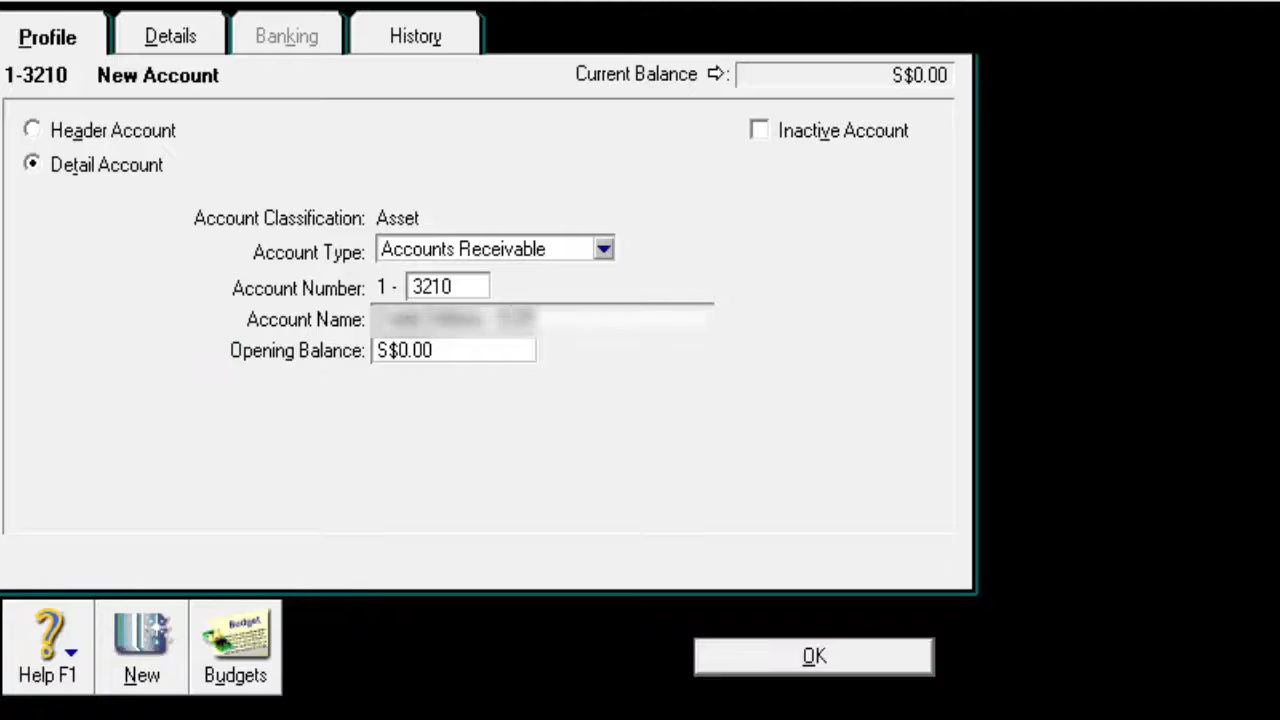 Profile
Details
Banking
History
1-3210 New Account
Current Balance ⇨: S$0.00
Header Account
Inactive Account
Detail Account
Account Classification: Asset
Account Type: Accounts Receivable
Account Number: 1 - 3210
Account Name:
Opening Balance: S$0.00
Budget
Help F1
New
Budgets
OK